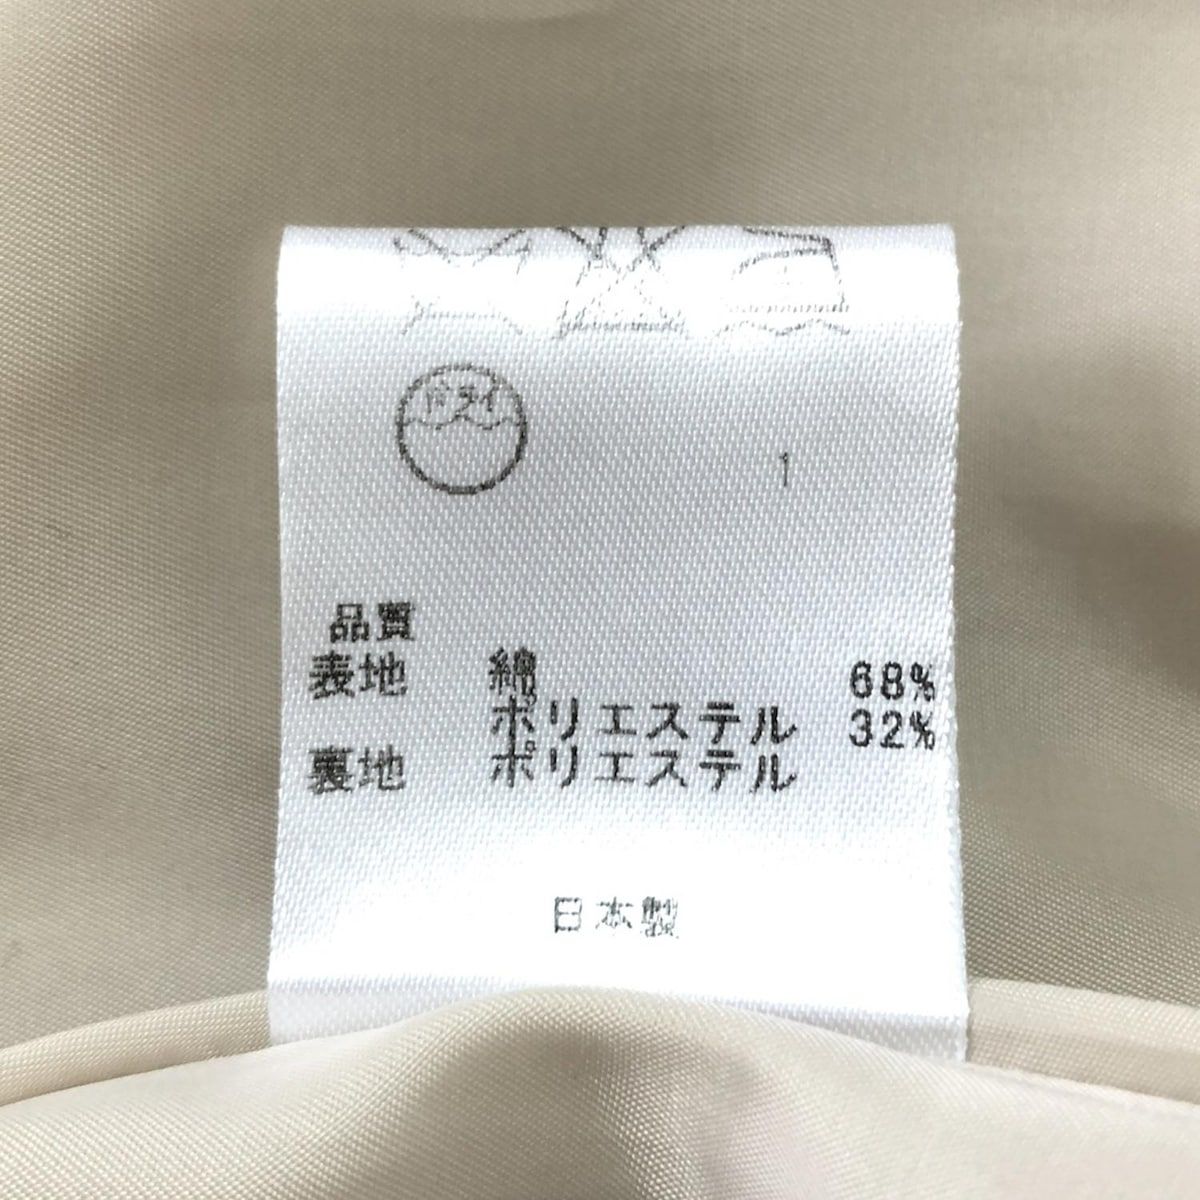 ドライ
1
品質
表地 綿 68%
ポリエステル 32%
裏地 ポリエステル
日本製